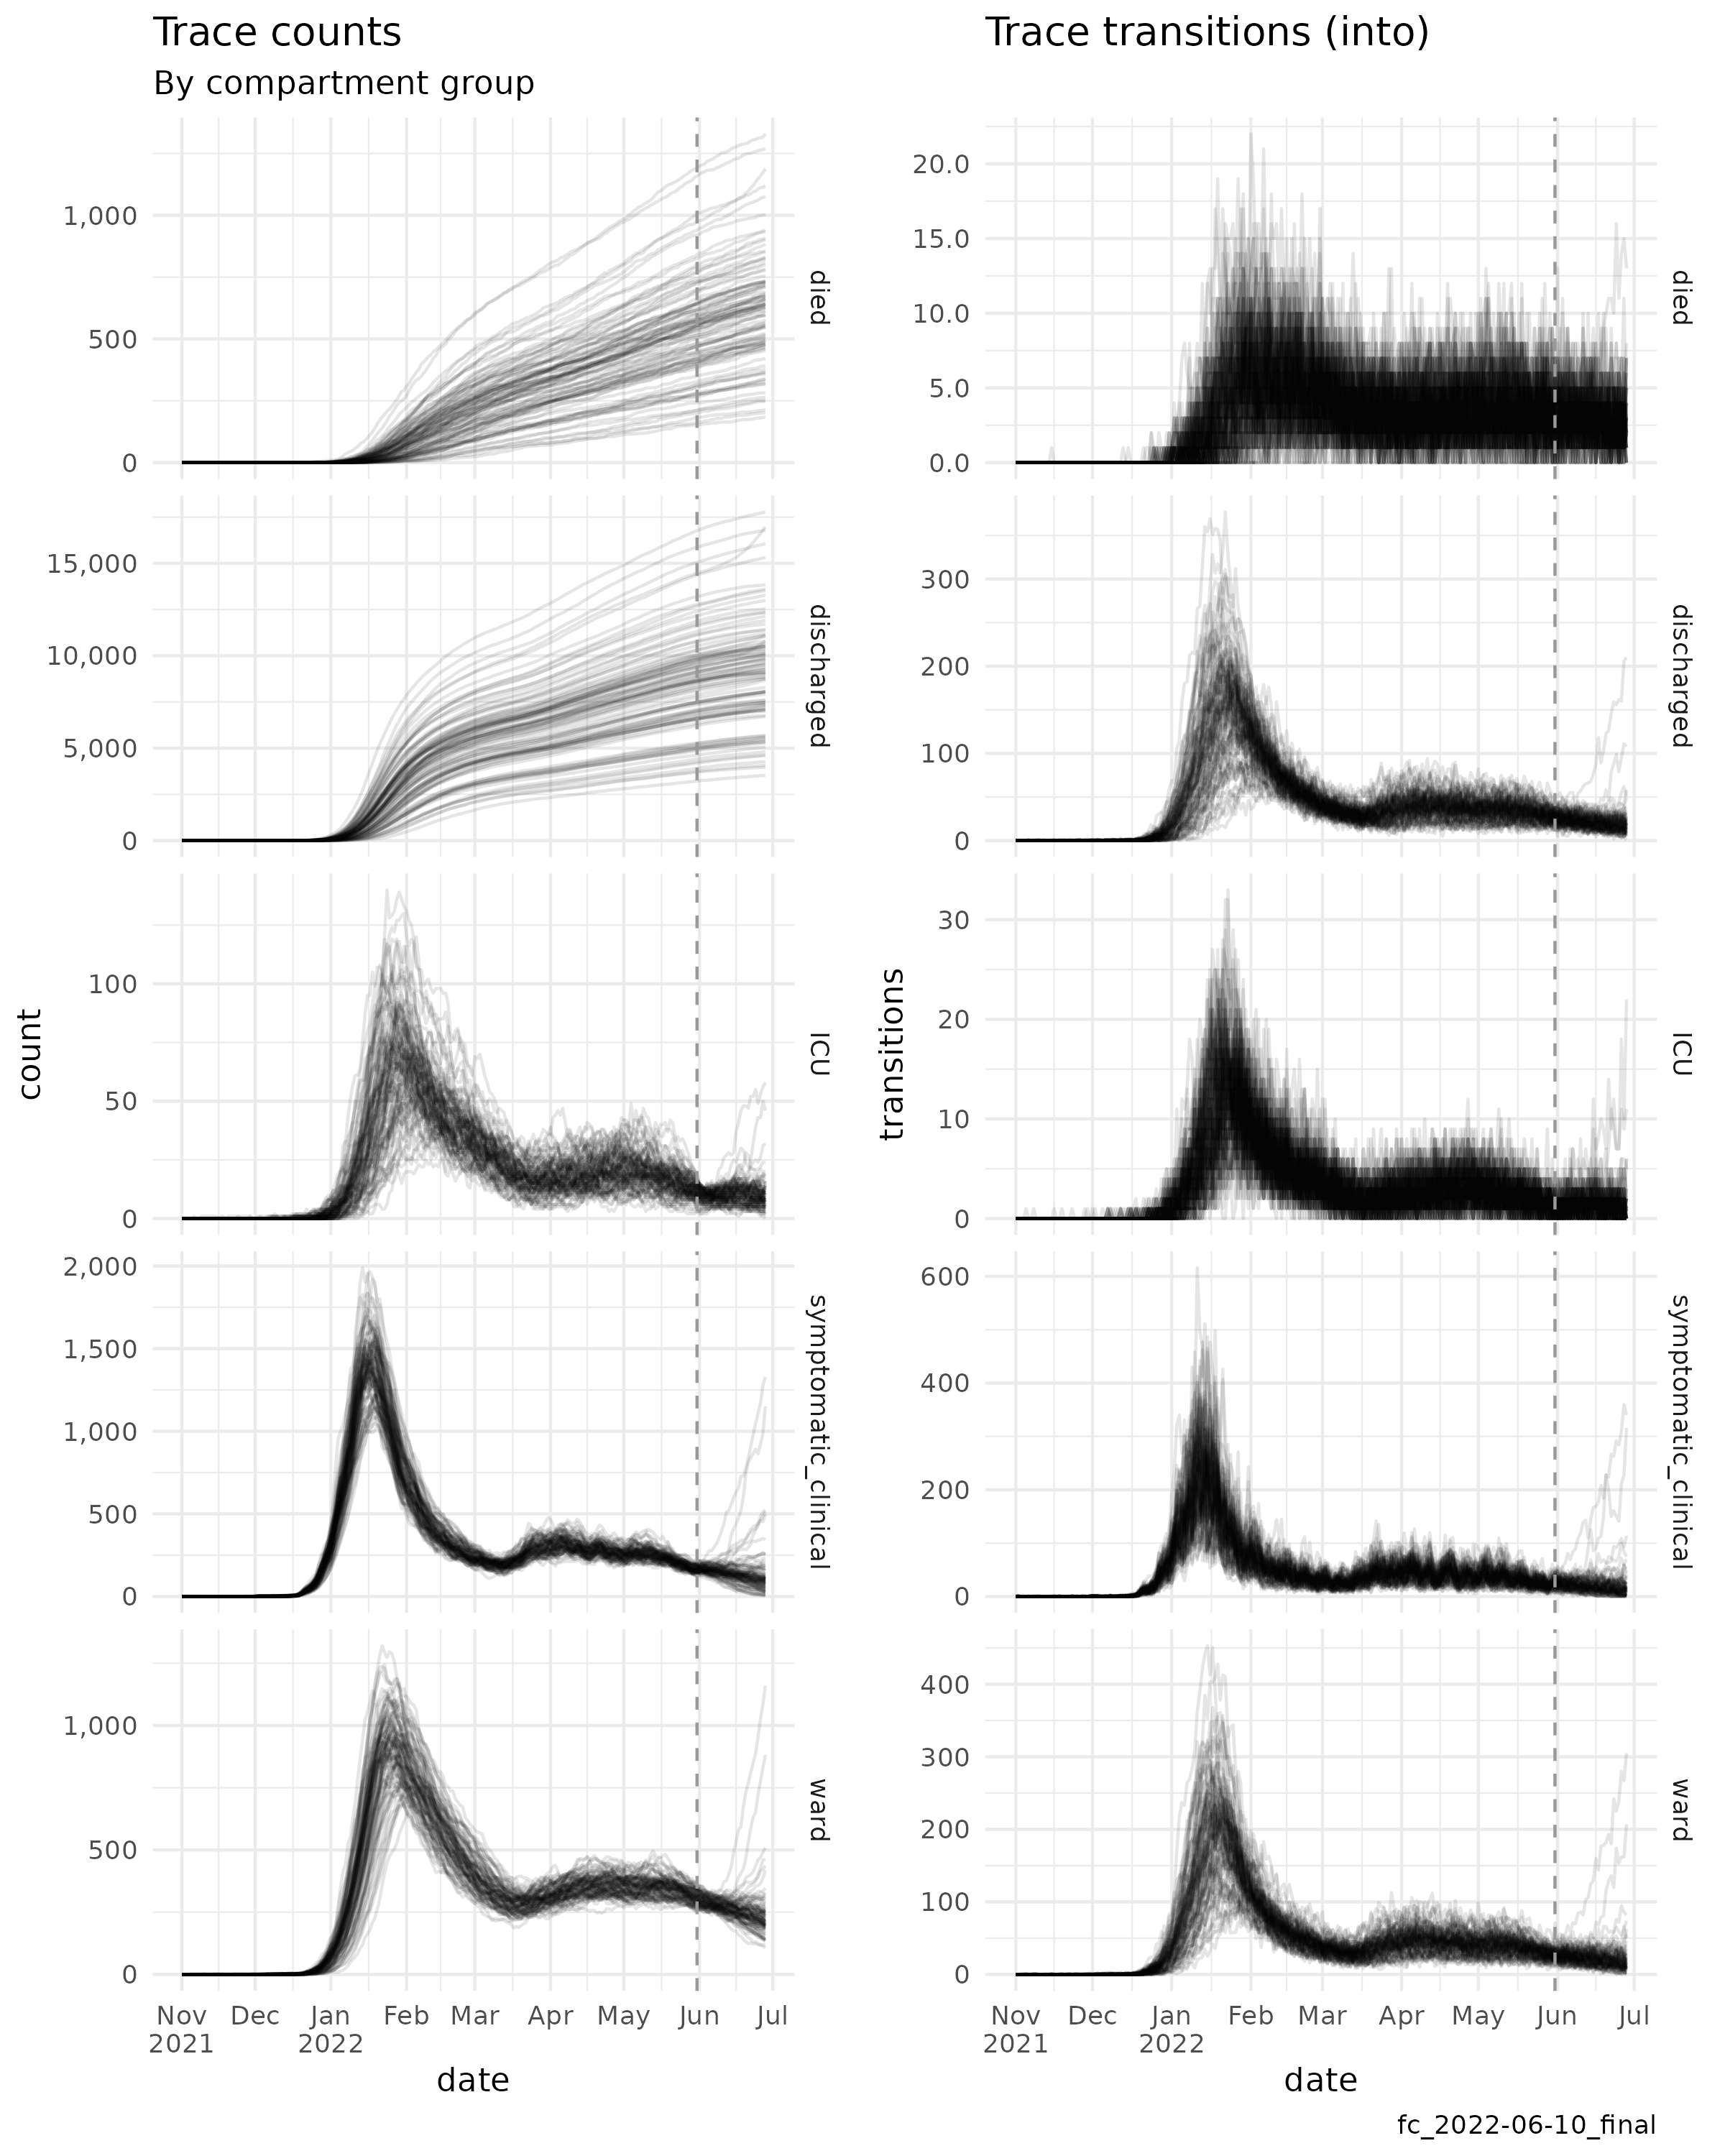 Trace counts
By compartment group
Trace transitions (into)
count
1,000
500
0
died
15,000
10,000
5,000
0
discharged
100
50
0
ICU
2,000
1,500
1,000
500
0
symptomatic_clinical
1,000
500
0
ward
Nov Dec Jan Feb Mar Apr May Jun Jul
2021 2022
date
transitions
20.0
15.0
10.0
5.0
0.0
died
300
200
100
0
discharged
30
20
10
0
ICU
600
400
200
0
symptomatic_clinical
400
300
200
100
0
ward
Nov Dec Jan Feb Mar Apr May Jun Jul
2021 2022
date
fc_2022-06-10_final